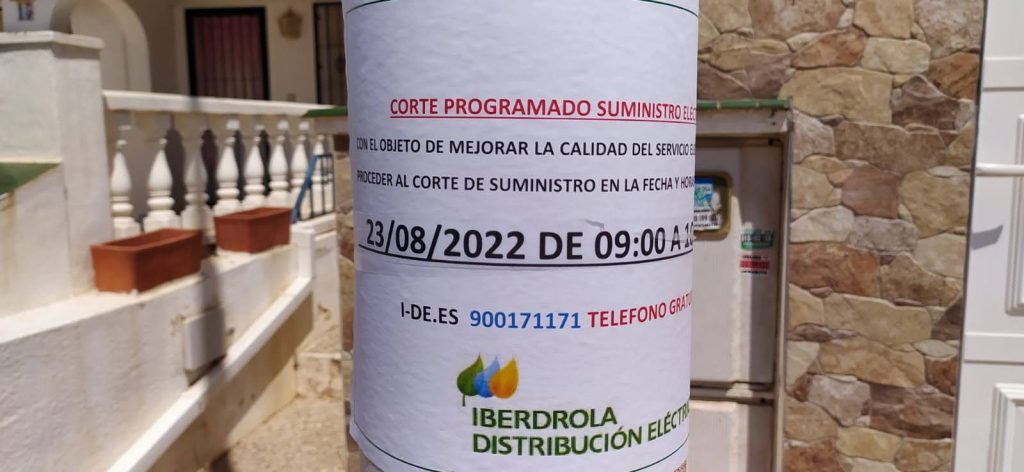 CORTE PROGRAMADO SUMINISTRO
CON EL OBJETO DE MEJORAR LA CALIDAD DEL SERVICIO
PROCEDER AL CORTE DE SUMINISTRO EN LA FECHA Y
23/08/2022 DE 09:00 A
I-DE.ES 900171171 TELEFONO
IBERDROLA
DISTRIBUCIÓN